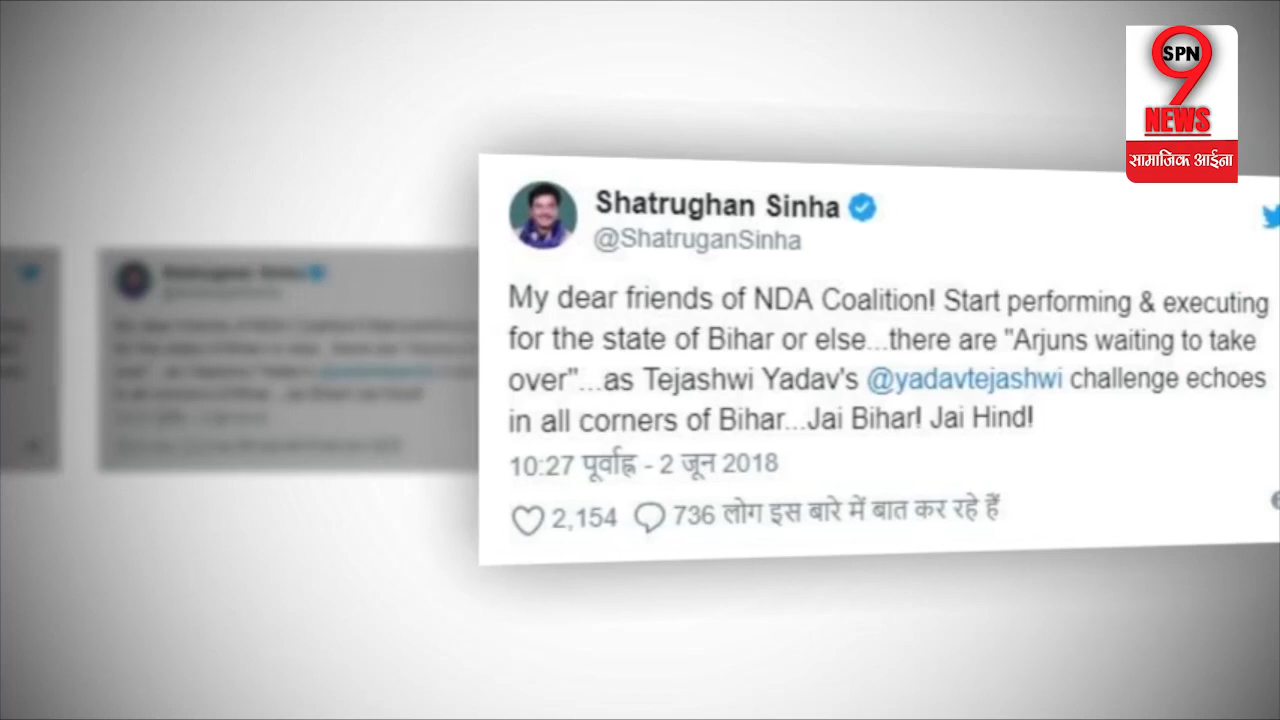 SPN
9
NEWS
सामाजिक आईना
Shatrughan Sinha
@ShatruganSinha
My dear friends of NDA Coalition! Start performing & executing
for the state of Bihar or else...there are "Arjuns waiting to take
over"...as Tejashwi Yadav's @yadavtejashwi challenge echoes
in all corners of Bihar...Jai Bihar! Jai Hind!
10:27 पूर्वाह्न - 2 जून 2018
2,154 736 लोग इस बारे में बात कर रहे हैं